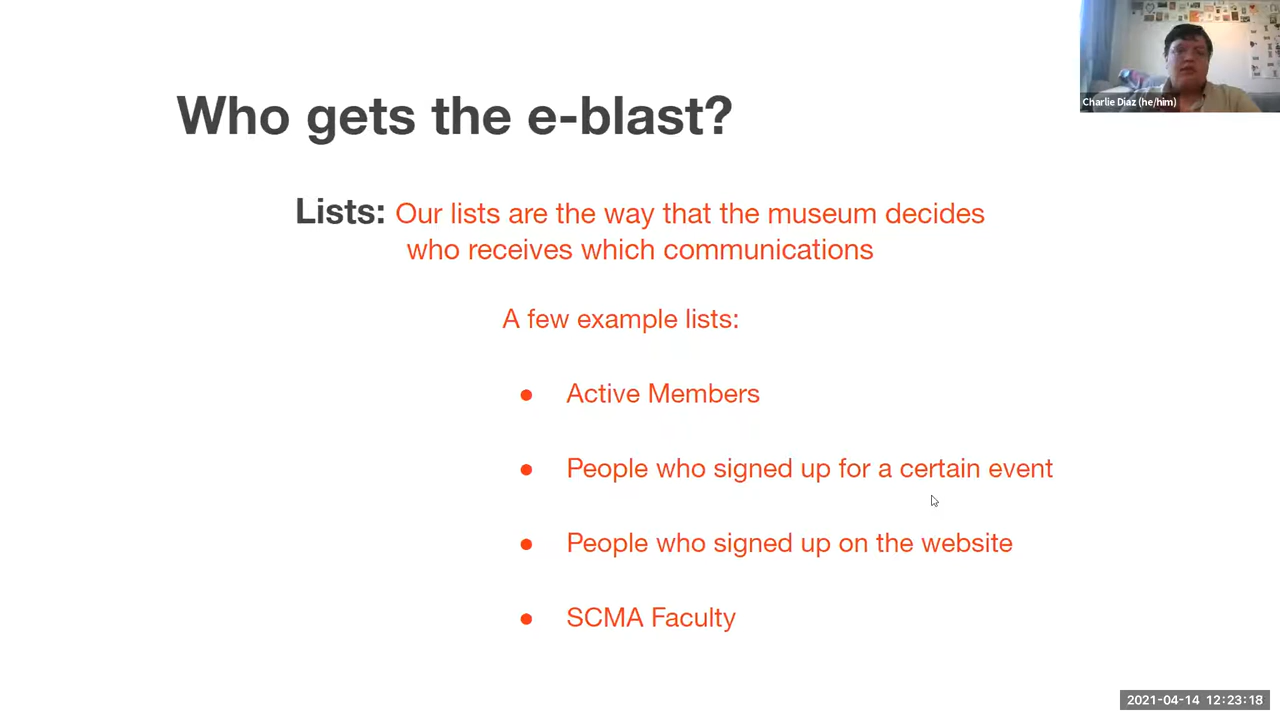 Who gets the e-blast?
Charlie Diaz (he/him)
Lists: Our lists are the way that the museum decides
who receives which communications
A few example lists:
● Active Members
● People who signed up for a certain event
● People who signed up on the website
● SCMA Faculty
2021-04-14 12:23:18